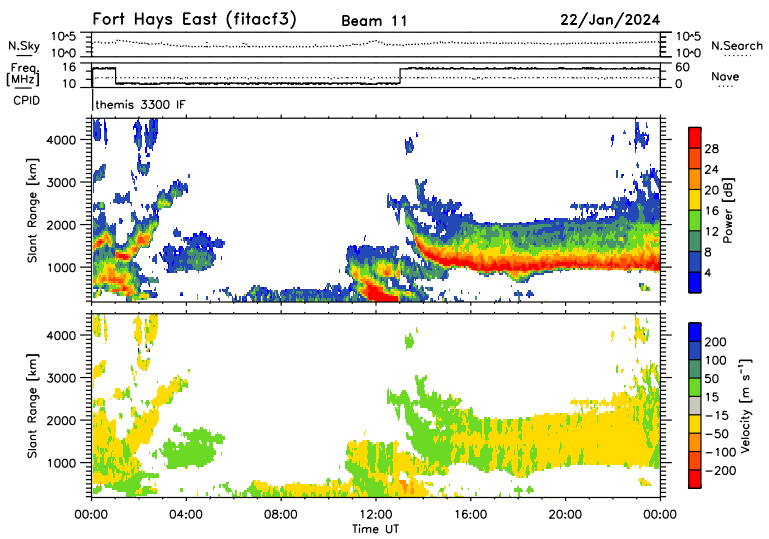 Fort Hays East (fitacf3) Beam 11 22/Jan/2024
N.Sky 10^5 10^0 10^5 10^0 N.Search
Freq. [MHz] 16 10 60 0 Nave
CPID themis 3300 IF
Slant Range [km] 4000 3000 2000 1000
28 24 20 16 12 8 4 Power [dB]
Slant Range [km] 4000 3000 2000 1000
200 100 50 15 −15 −50 −100 −200 Velocity [m s⁻¹]
00:00 04:00 08:00 12:00 16:00 20:00 00:00
Time UT